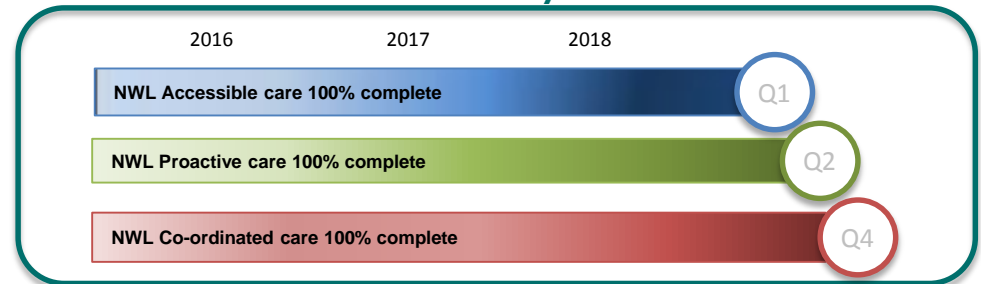 2016 2017 2018
NWL Accessible care 100% complete Q1
NWL Proactive care 100% complete Q2
NWL Co-ordinated care 100% complete Q4